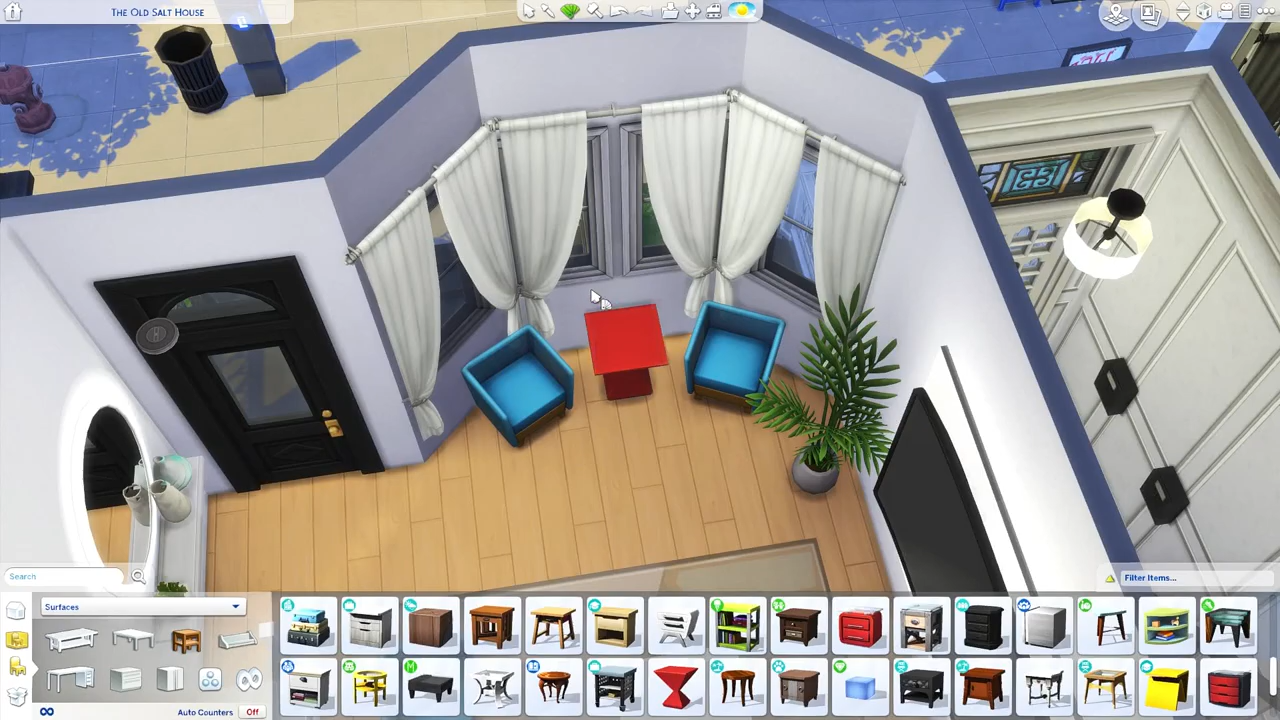 The Old Salt House
Search
Filter Items...
Surfaces
Auto Counters
Off